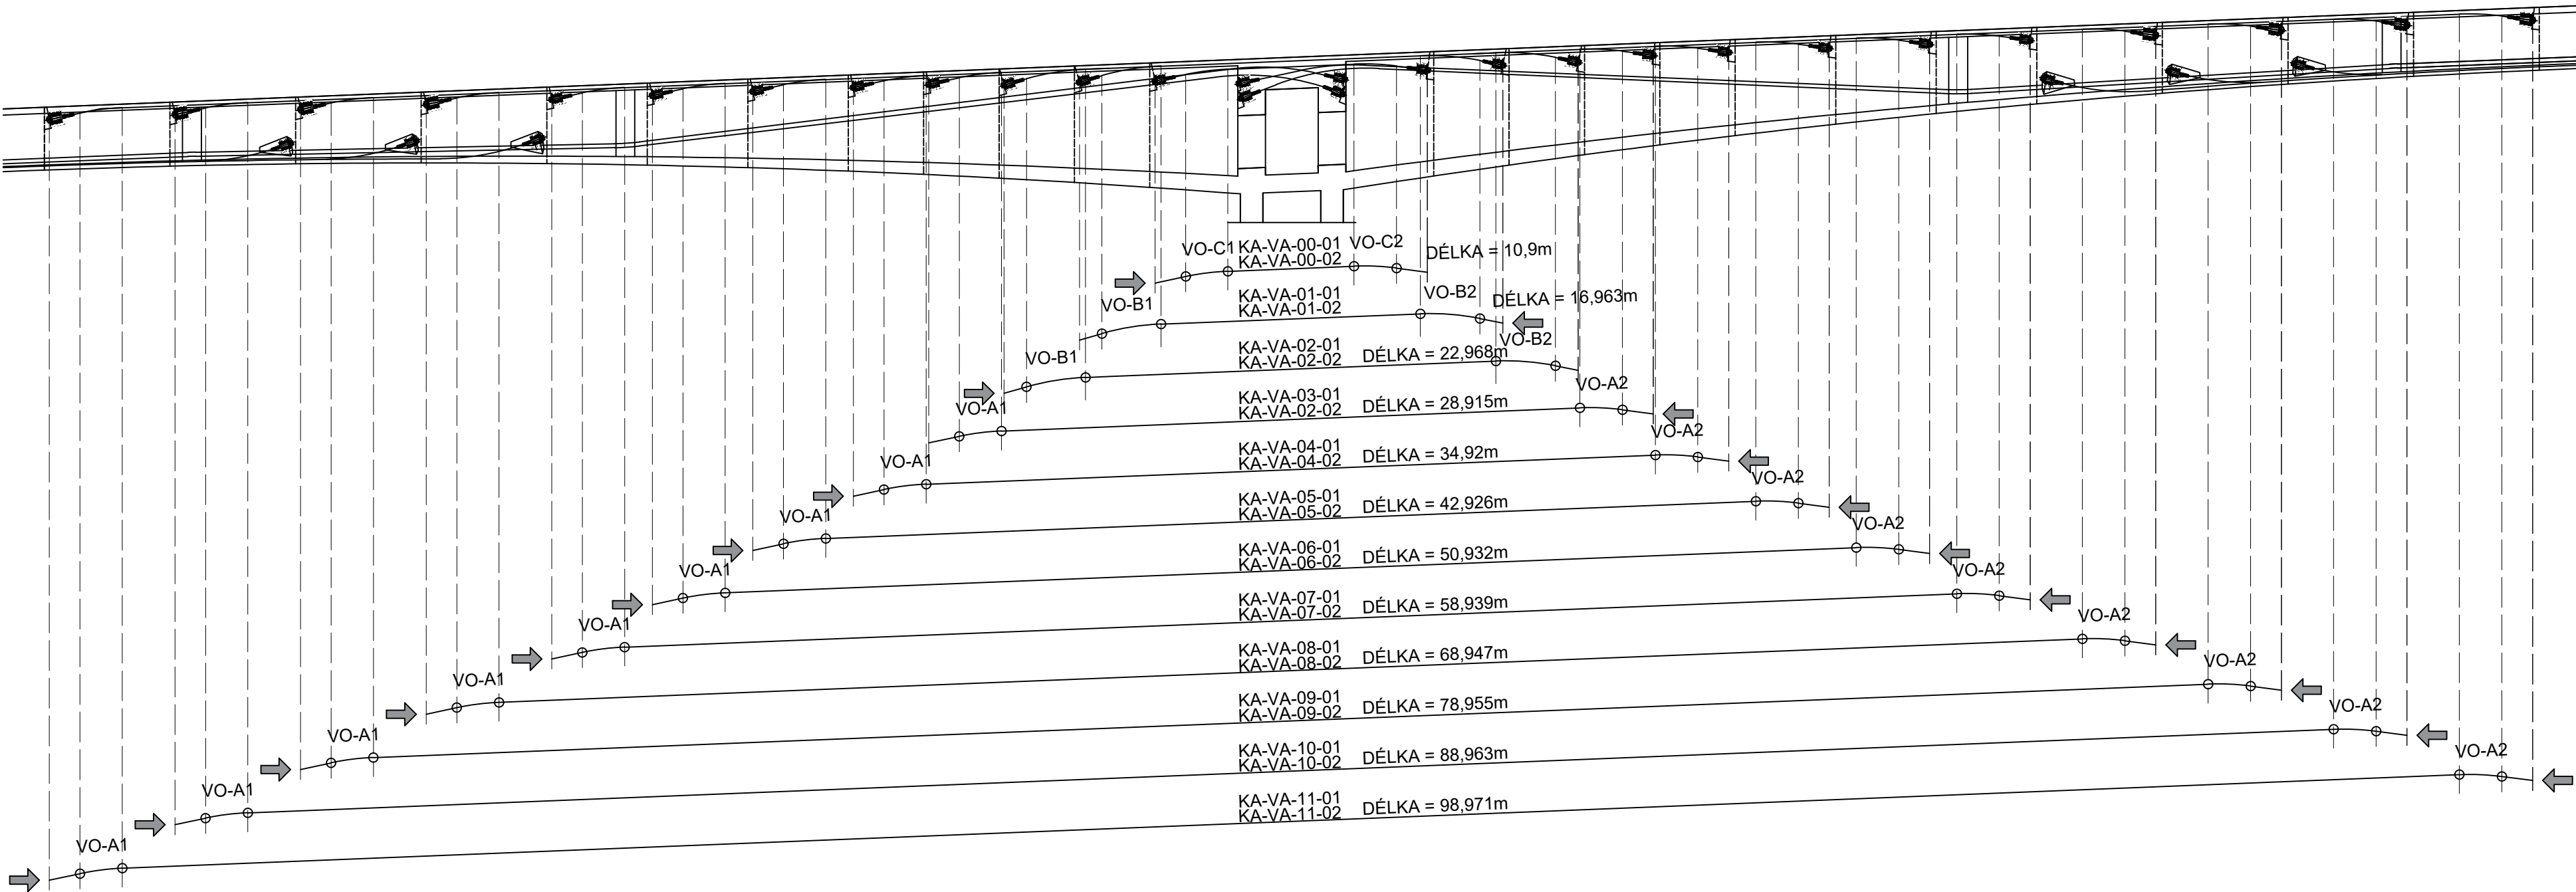 VO-C1 KA-VA-00-01 VO-C2 DÉLKA = 10,9m
KA-VA-00-02
VO-B1 KA-VA-01-01 VO-B2 DÉLKA = 16,963m
KA-VA-01-02
VO-B1 KA-VA-02-01 VO-B2
KA-VA-02-02 DÉLKA = 22,968m
VO-A1 KA-VA-03-01 VO-A2
KA-VA-02-02 DÉLKA = 28,915m
VO-A1 KA-VA-04-01 VO-A2
KA-VA-04-02 DÉLKA = 34,92m
VO-A1 KA-VA-05-01 VO-A2
KA-VA-05-02 DÉLKA = 42,926m
VO-A1 KA-VA-06-01 VO-A2
KA-VA-06-02 DÉLKA = 50,932m
VO-A1 KA-VA-07-01 VO-A2
KA-VA-07-02 DÉLKA = 58,939m
VO-A1 KA-VA-08-01 VO-A2
KA-VA-08-02 DÉLKA = 68,947m
VO-A1 KA-VA-09-01 VO-A2
KA-VA-09-02 DÉLKA = 78,955m
VO-A1 KA-VA-10-01 VO-A2
KA-VA-10-02 DÉLKA = 88,963m
VO-A1 KA-VA-11-01 VO-A2
KA-VA-11-02 DÉLKA = 98,971m